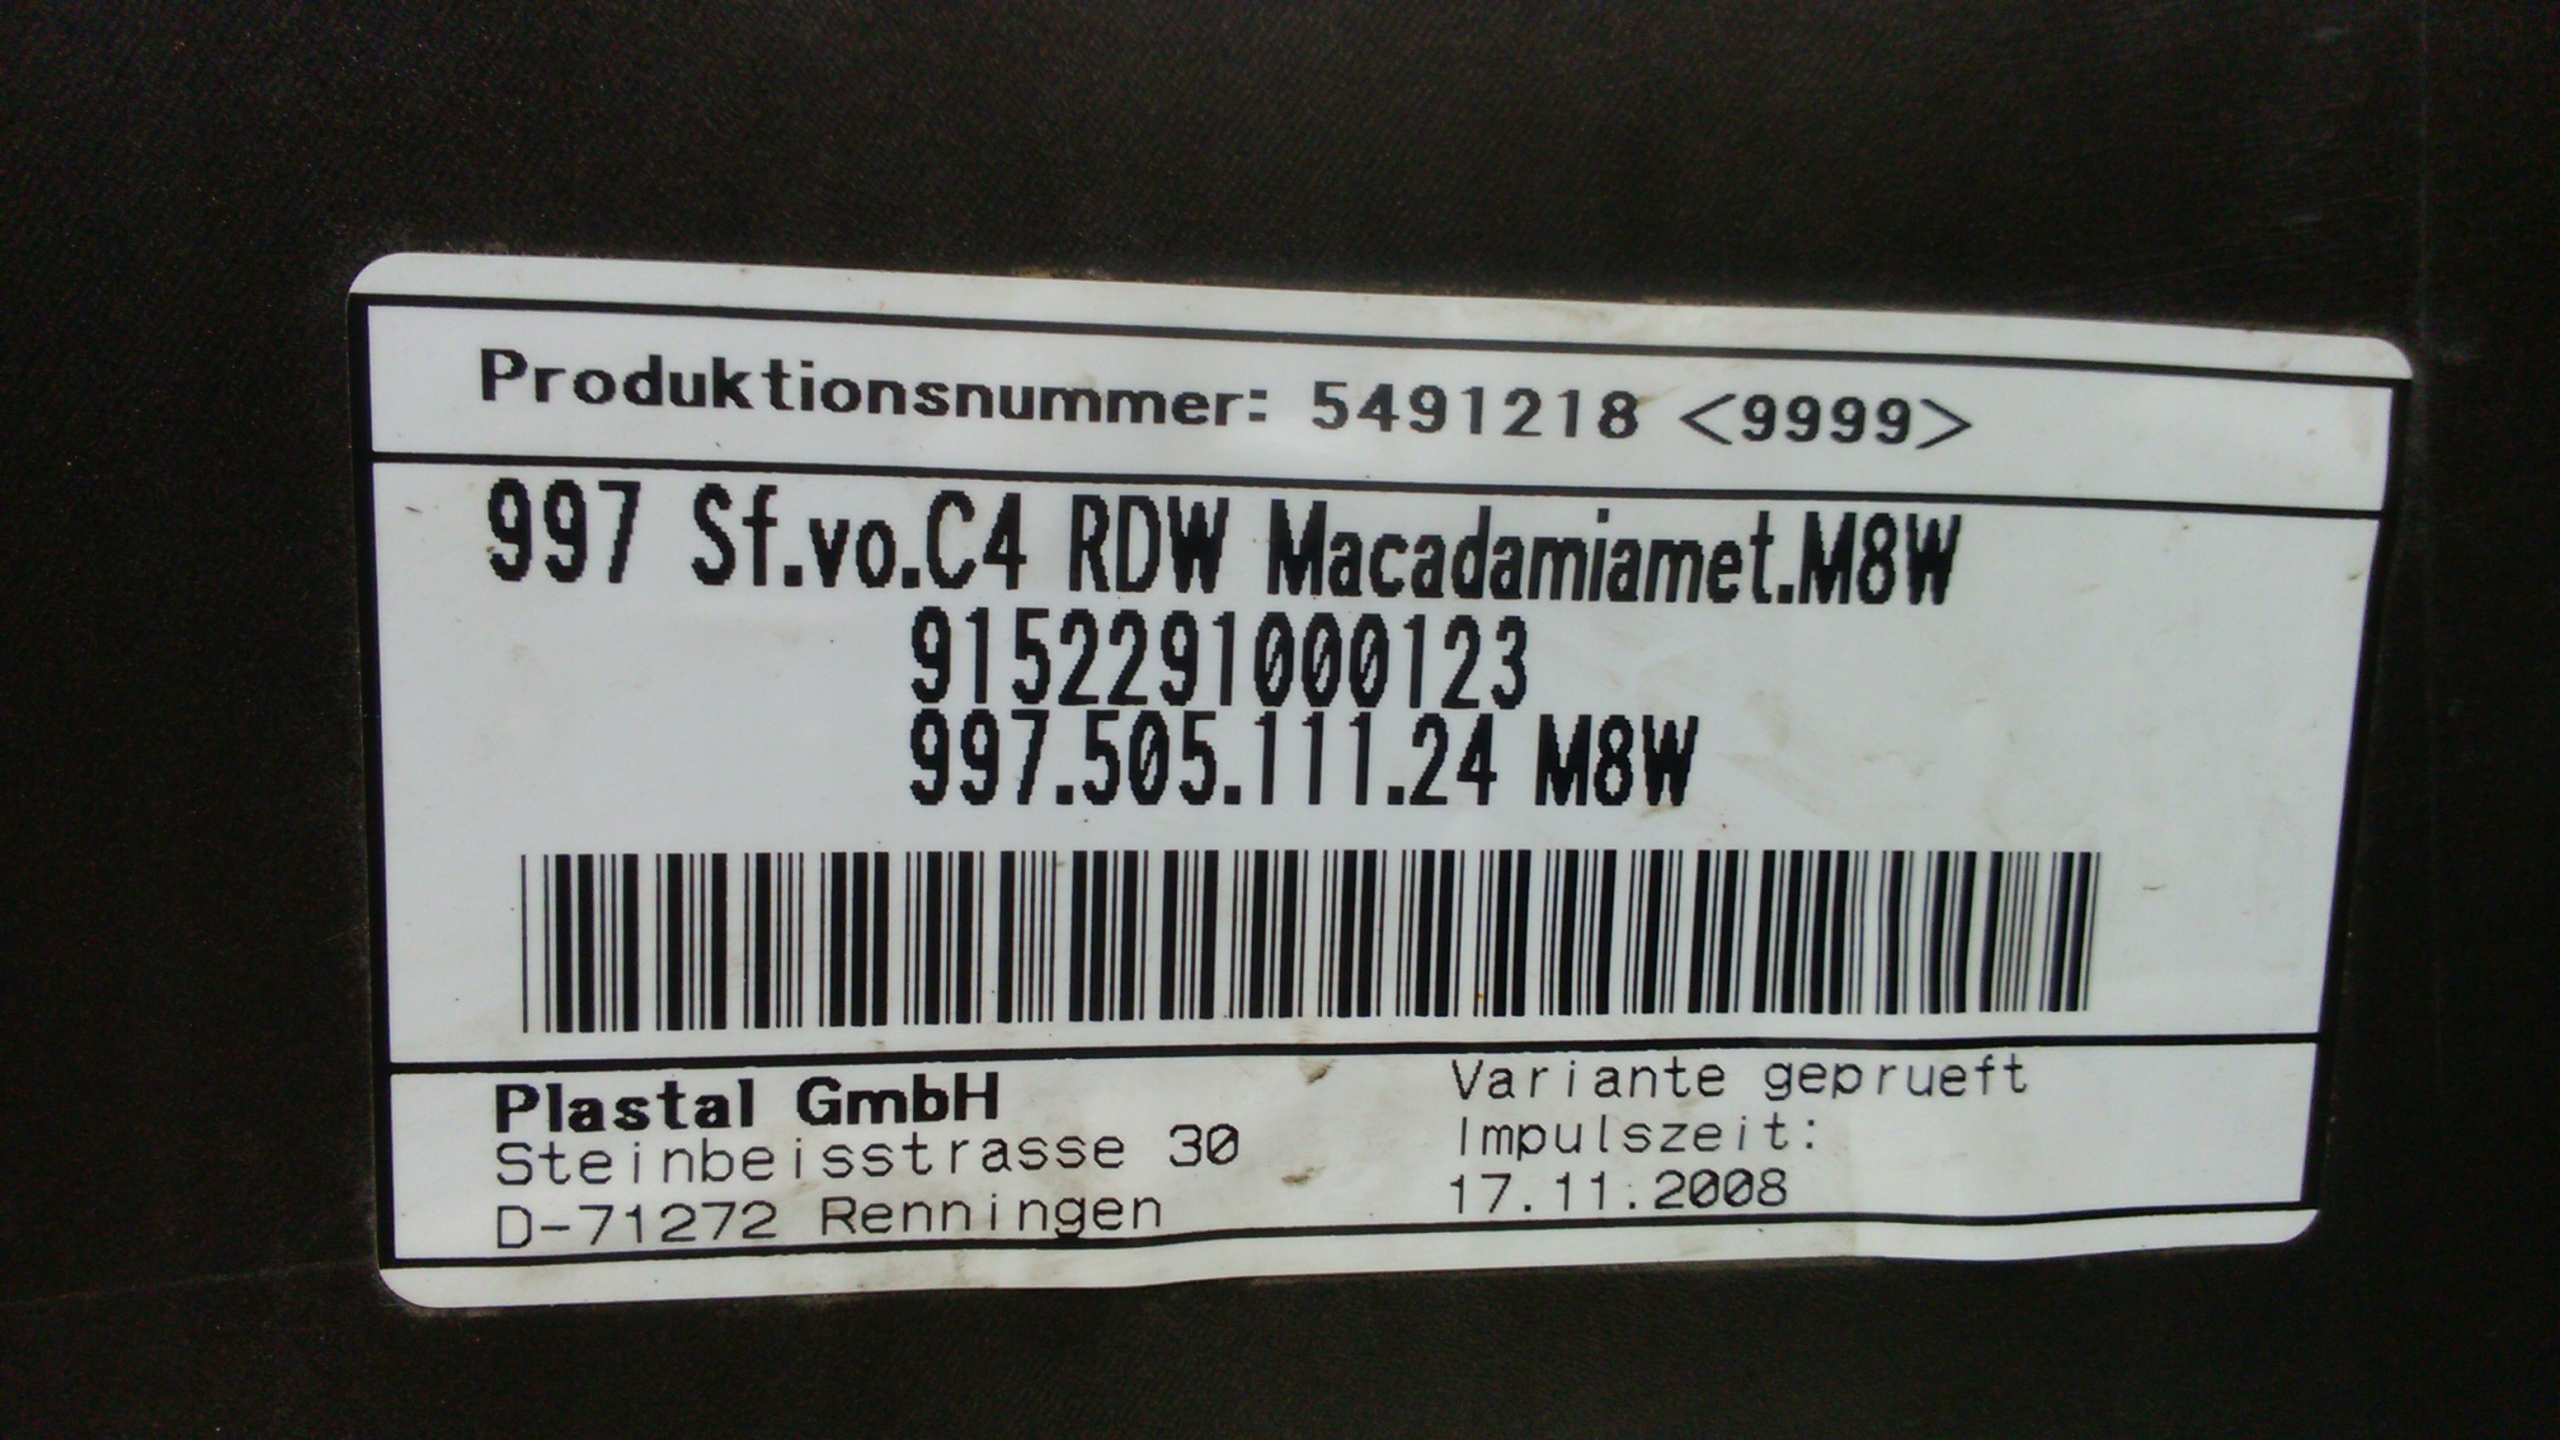 Produktionsnummer: 5491218 <9999>
997 Sf.vo.C4 RDW Macadamiamet.M8W
9152291000123
997.505.111.24 M8W
Plastal GmbH
Steinbeisstrasse 30
D-71272 Renningen
Variante geprueft
Impulszeit:
17.11.2008